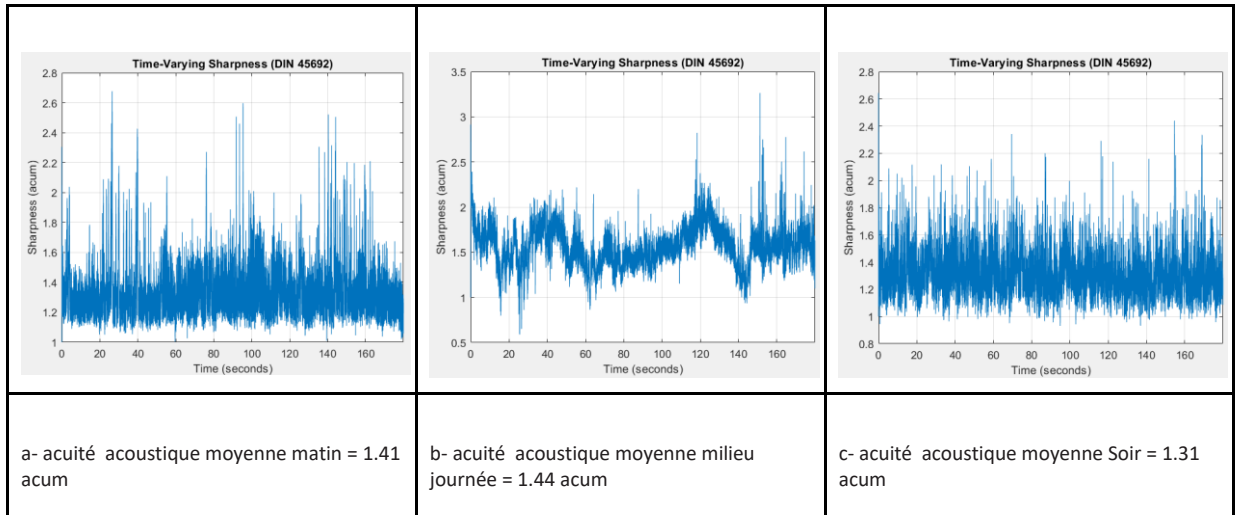 Time-Varying Sharpness (DIN 45692)
2.8
2.6
2.4
2.2
2
1.8
1.6
1.4
1.2
1
Sharpness (acum)
0 20 40 60 80 100 120 140 160
Time (seconds)
Time-Varying Sharpness (DIN 45692)
3.5
3
2.5
2
1.5
1
0.5
Sharpness (acum)
0 20 40 60 80 100 120 140 160
Time (seconds)
Time-Varying Sharpness (DIN 45692)
2.8
2.6
2.4
2.2
2
1.8
1.6
1.4
1.2
1
0.8
Sharpness (acum)
0 20 40 60 80 100 120 140 160
Time (seconds)
a- acuité acoustique moyenne matin = 1.41
acum
b- acuité acoustique moyenne milieu
journée = 1.44 acum
c- acuité acoustique moyenne Soir = 1.31
acum